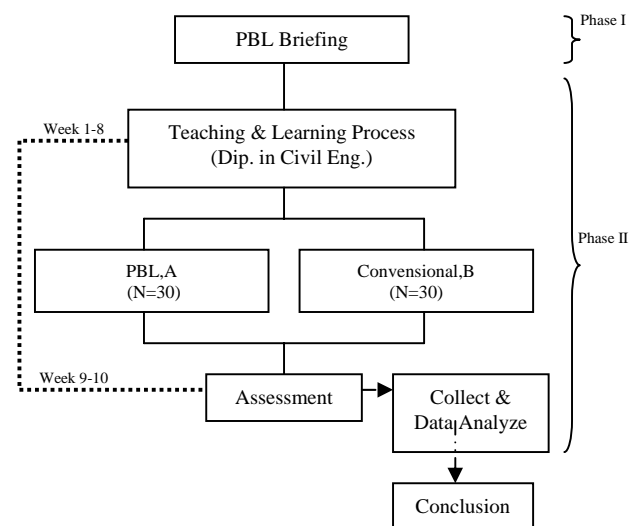 Phase I
PBL Briefing
Week 1-8
Teaching & Learning Process
(Dip. in Civil Eng.)
Phase II
PBL,A
(N=30)
Convensional,B
(N=30)
Week 9-10
Assessment
Collect &
Data Analyze
Conclusion